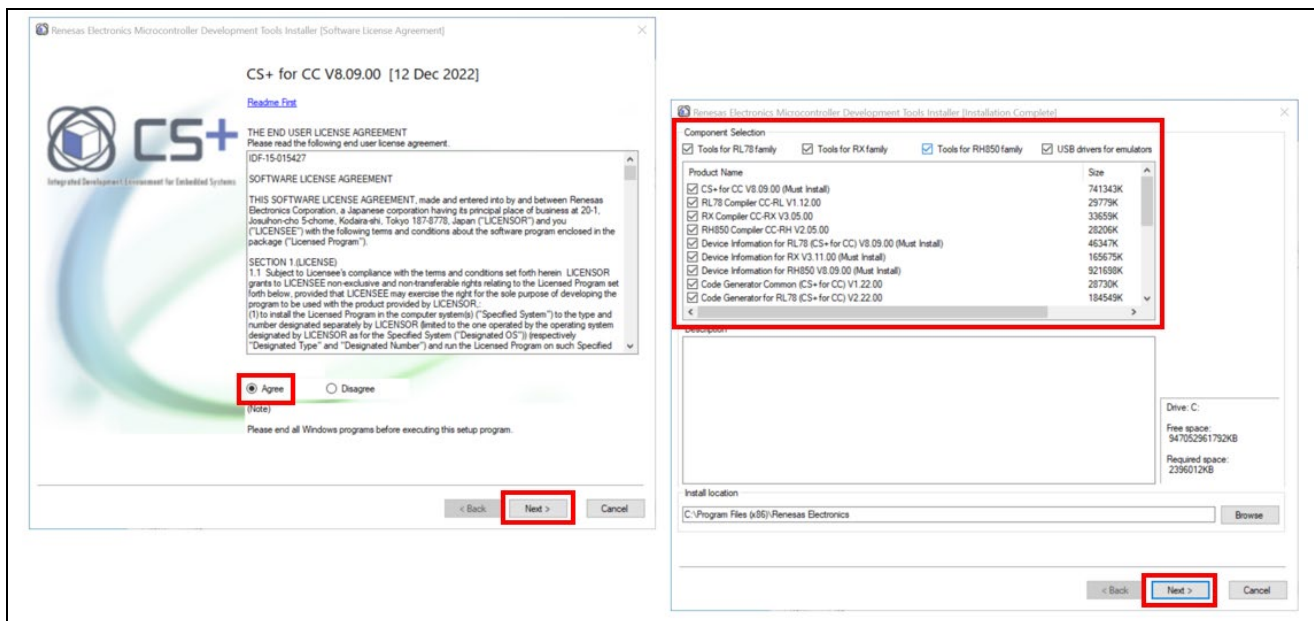 Renesas Electronics Microcontroller Development Tools Installer [Software License Agreement]
CS+ for CC V8.09.00 [12 Dec 2022]
Readme First
CS+
Integrated Development Environment for Embedded Systems
THE END USER LICENSE AGREEMENT
Please read the following end user license agreement.
IDF-15-015427
SOFTWARE LICENSE AGREEMENT
THIS SOFTWARE LICENSE AGREEMENT, made and entered into by and between Renesas
Electronics Corporation, a Japanese corporation having its principal place of business at 20-1,
Josuihon-cho 5-chome, Kodaira-shi, Tokyo 187-8778, Japan ("LICENSOR") and you
("LICENSEE") with the following terms and conditions about the software program enclosed in the
package ("Licensed Program").
SECTION 1.(LICENSE)
1.1 Subject to Licensee's compliance with the terms and conditions set forth herein LICENSOR
grants to LICENSEE non-exclusive and non-transferable rights relating to the Licensed Program set
forth below, provided that LICENSEE may exercise the right for the sole purpose of developing the
program to be used with the product provided by LICENSOR,:
(1)to install the Licensed Program in the computer system(s) ("Specified System") to the type and
number designated separately by LICENSOR (limited to the one operated by the operating system
designated by LICENSOR as for the Specified System ("Designated OS")) (respectively
"Designated Type" and "Designated Number") and run the Licensed Program on such Specified
Agree
Disagree
(Note)
Please end all Windows programs before executing this setup program.
< Back
Next >
Cancel
Renesas Electronics Microcontroller Development Tools Installer [Installation Complete]
Component Selection
Tools for RL78 family
Tools for RX family
Tools for RH850 family
USB drivers for emulators
Product Name Size
CS+ for CC V8.09.00 (Must Install) 741343K
RL78 Compiler CC-RL V1.12.00 29779K
RX Compiler CC-RX V3.05.00 33659K
RH850 Compiler CC-RH V2.05.00 28206K
Device Information for RL78 (CS+ for CC) V8.09.00 (Must Install) 46347K
Device Information for RX V3.11.00 (Must Install) 165675K
Device Information for RH850 V8.09.00 (Must Install) 921698K
Code Generator Common (CS+ for CC) V1.22.00 28730K
Code Generator for RL78 (CS+ for CC) V2.22.00 184549K
Description
Drive: C:
Free space:
947052961792KB
Required space:
2396012KB
Install location
C:\Program Files (x86)\Renesas Electronics
Browse
< Back
Next >
Cancel